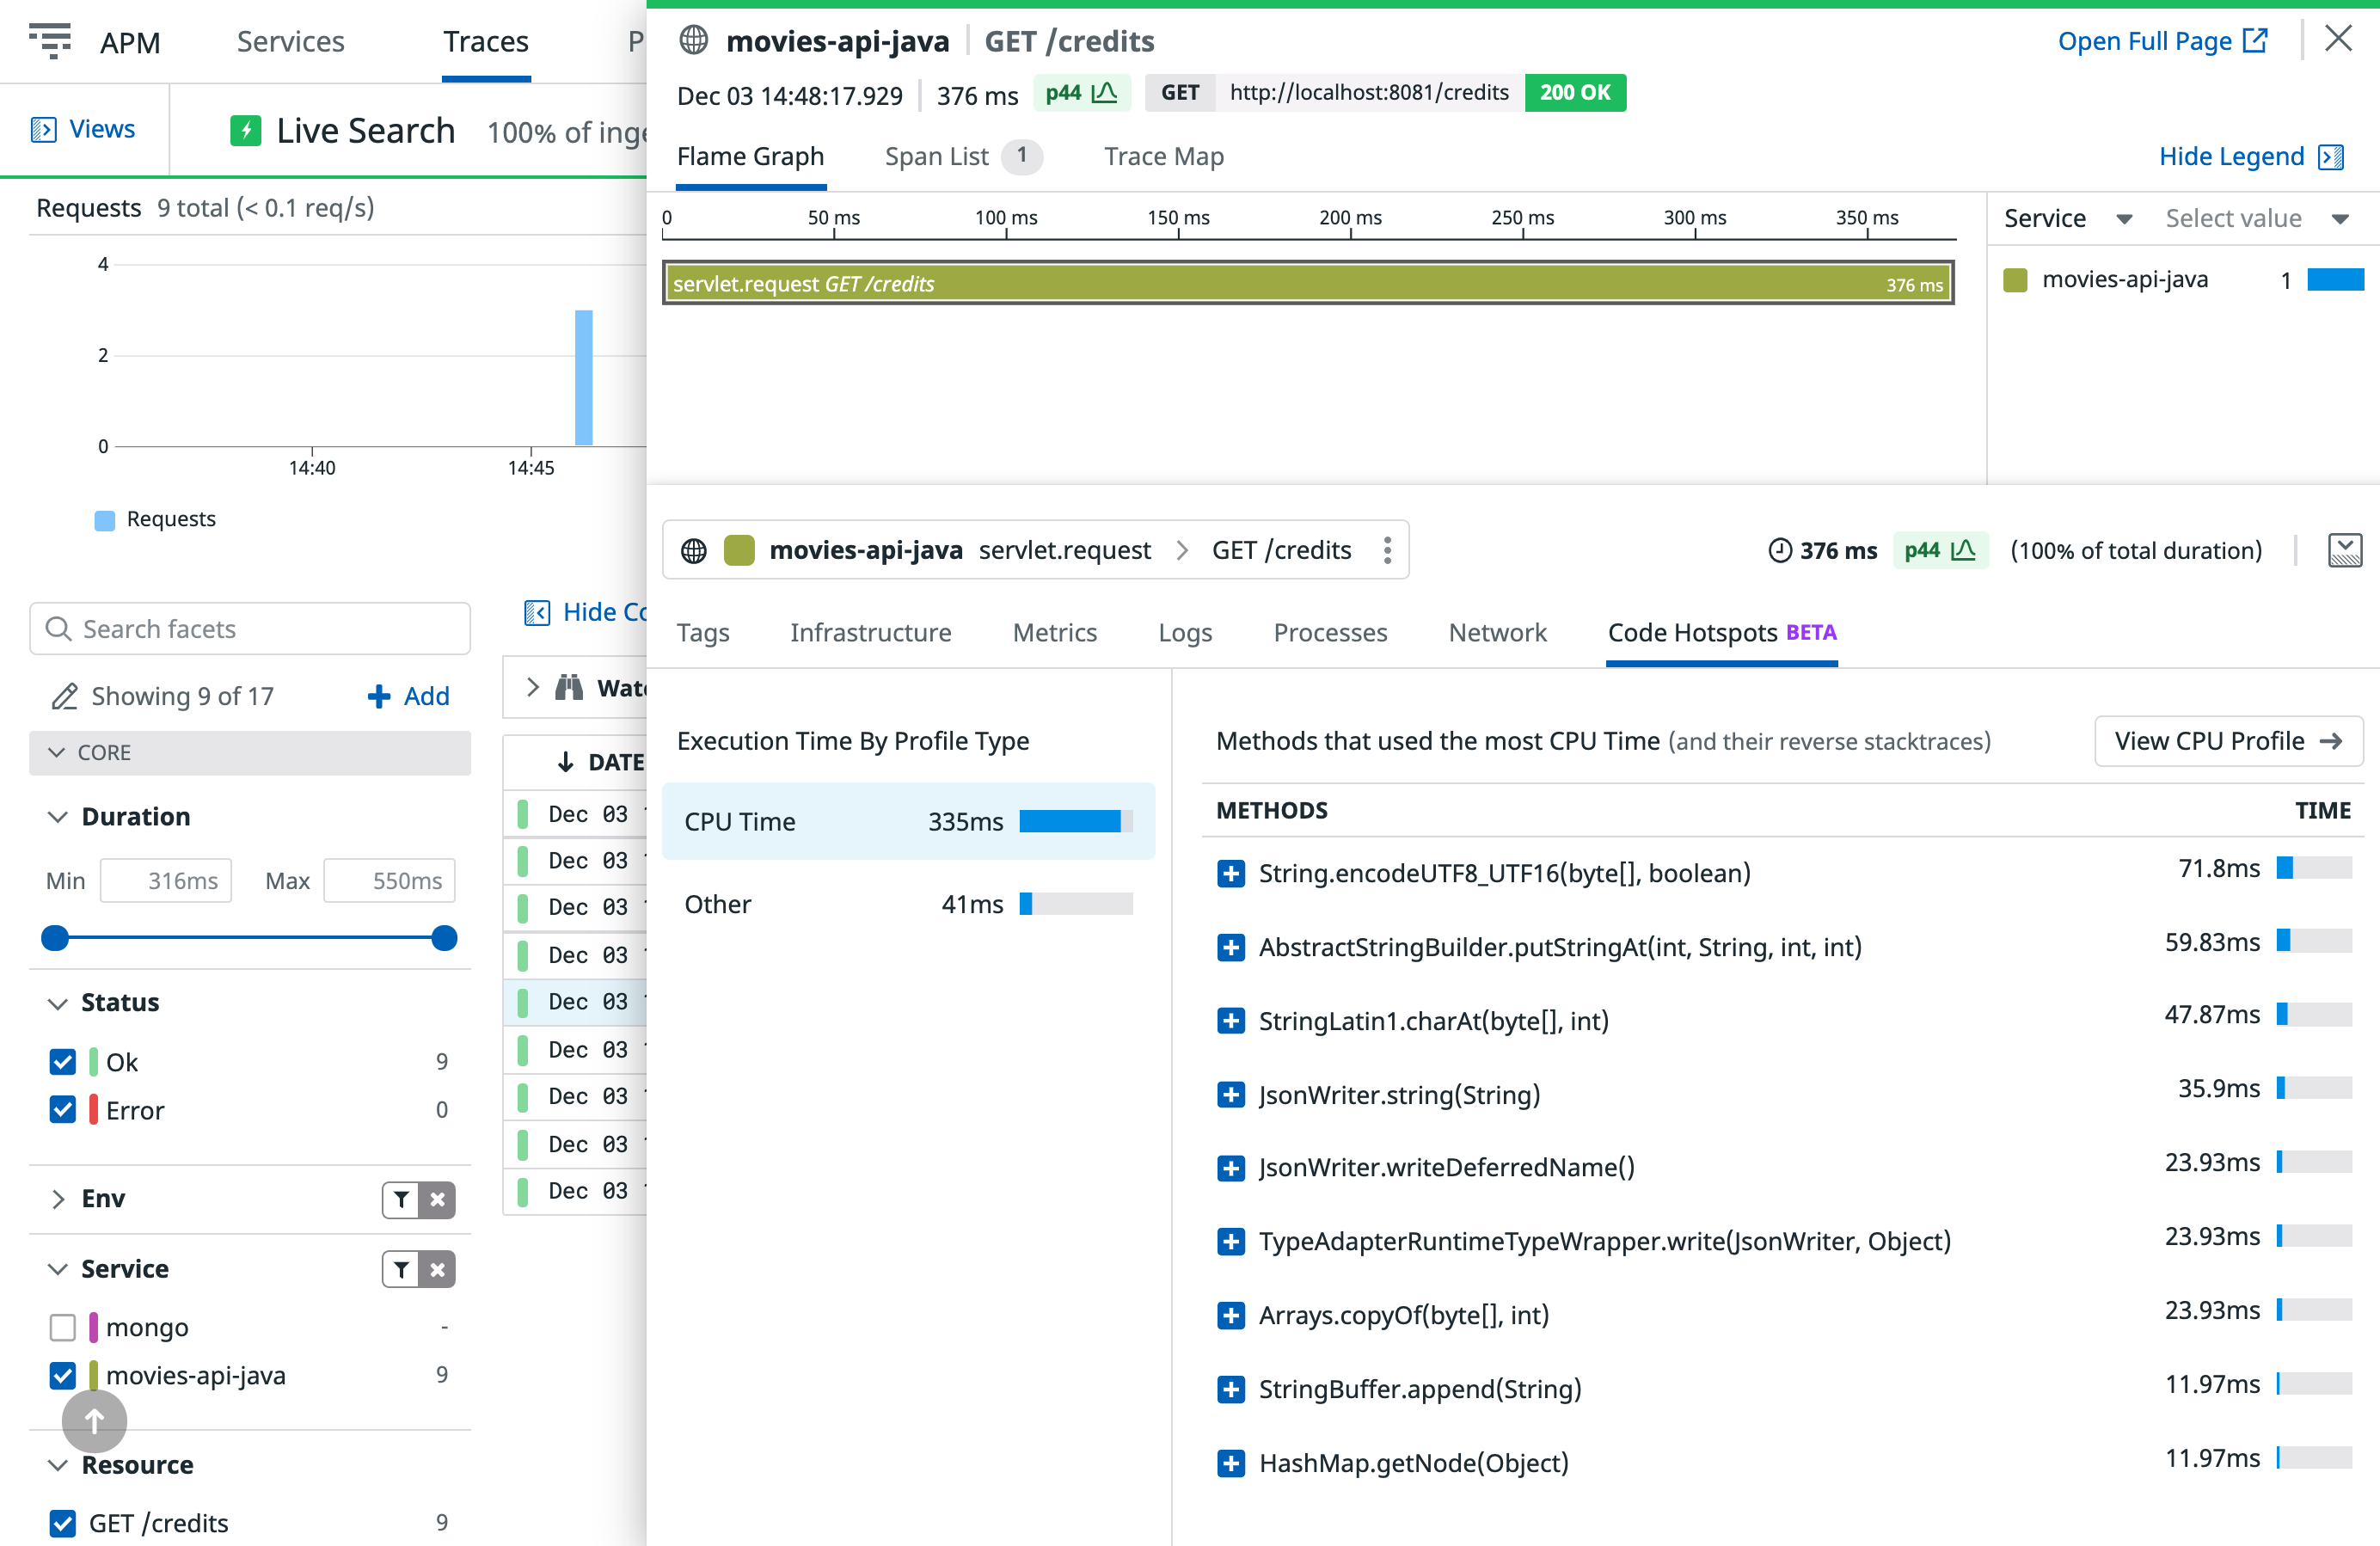 APM
Services
Traces
Views
Live Search
100% of
Requests 9 total (< 0.1 req/s)
4
2
0
14:40
14:45
Requests
Search facets
Showing 9 of 17
Add
CORE
Duration
Min 316ms Max 550ms
Status
Ok 9
Error 0
Env
Service
mongo -
movies-api-java 9
Resource
GET /credits 9
Hide
DATE
Dec 03
Dec 03
Dec 03
Dec 03
Dec 03
Dec 03
Dec 03
Dec 03
Dec 03
movies-api-java GET /credits
Open Full Page
Dec 03 14:48:17.929 376 ms p44 GET http://localhost:8081/credits 200 OK
Flame Graph Span List 1 Trace Map
Hide Legend
0 50 ms 100 ms 150 ms 200 ms 250 ms 300 ms 350 ms
servlet.request GET /credits 376 ms
Service Select value
movies-api-java 1
movies-api-java servlet.request GET /credits
376 ms p44 (100% of total duration)
Tags Infrastructure Metrics Logs Processes Network Code Hotspots BETA
Execution Time By Profile Type
CPU Time 335ms
Other 41ms
Methods that used the most CPU Time (and their reverse stacktraces)
View CPU Profile →
METHODS TIME
String.encodeUTF8_UTF16(byte[], boolean) 71.8ms
AbstractStringBuilder.putStringAt(int, String, int, int) 59.83ms
StringLatin1.charAt(byte[], int) 47.87ms
JsonWriter.string(String) 35.9ms
JsonWriter.writeDeferredName() 23.93ms
TypeAdapterRuntimeTypeWrapper.write(JsonWriter, Object) 23.93ms
Arrays.copyOf(byte[], int) 23.93ms
StringBuffer.append(String) 11.97ms
HashMap.getNode(Object) 11.97ms